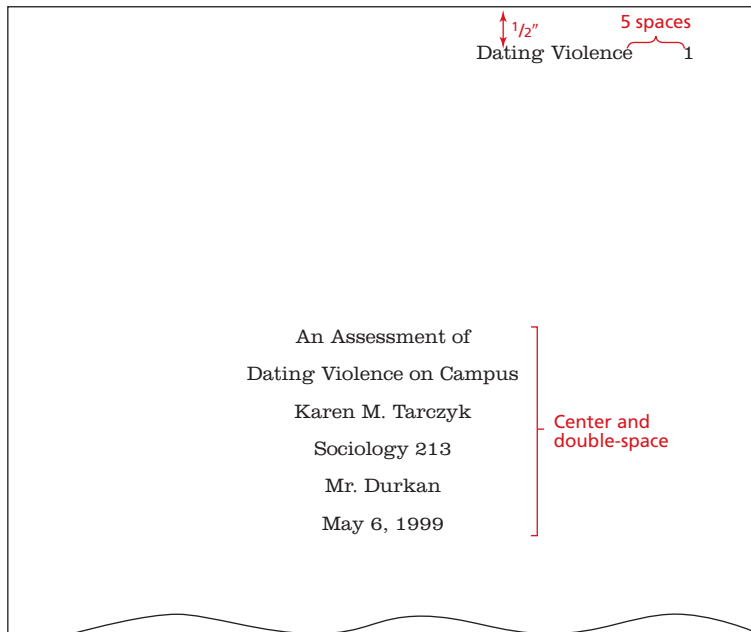 1/2"
5 spaces
Dating Violence 1
An Assessment of
Dating Violence on Campus
Karen M. Tarczyk
Sociology 213
Mr. Durkan
May 6, 1999
Center and
double-space